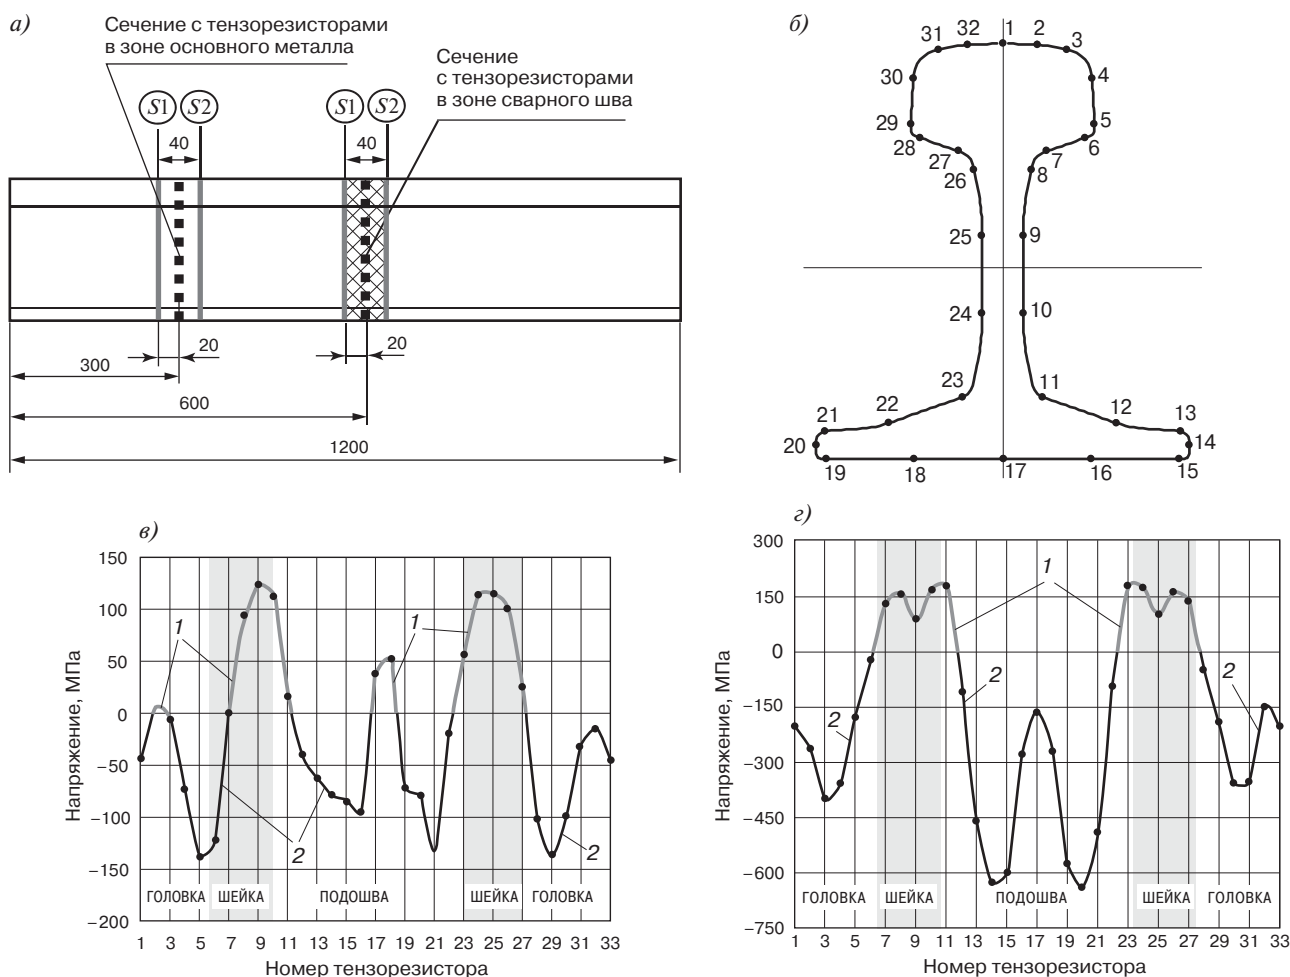 а)
Сечение с тензорезисторами
в зоне основного металла
Сечение
с тензорезисторами
в зоне сварного шва
S1 S2 S1 S2
40 40
20 20
300
600
1200
б)
31 32 1 2 3
30 4
29 5
28 27 7 6
26 8
25 9
24 10
23 11
22 12
21 13
20 14
19 18 17 16 15
в)
150
100
50
0
−50
−100
−150
−200
Напряжение, МПа
1 1
2 2
ГОЛОВКА ШЕЙКА ПОДОШВА ШЕЙКА ГОЛОВКА
1 3 5 7 9 11 13 15 17 19 21 23 25 27 29 31 33
Номер тензорезистора
г)
300
150
0
−150
−300
−450
−600
−750
Напряжение, МПа
1
2 2 2
ГОЛОВКА ШЕЙКА ПОДОШВА ШЕЙКА ГОЛОВКА
1 3 5 7 9 11 13 15 17 19 21 23 25 27 29 31 33
Номер тензорезистора